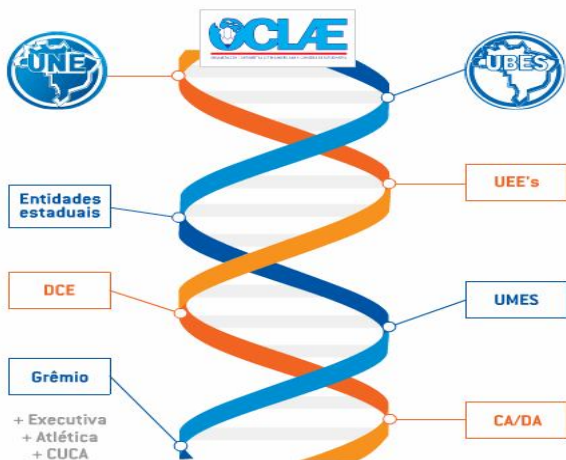 OCLAE
UNE
UBES
UEE's
Entidades
estaduais
DCE
UMES
Grêmio
+ Executiva
+ Atlética
+ CUCA
CA/DA